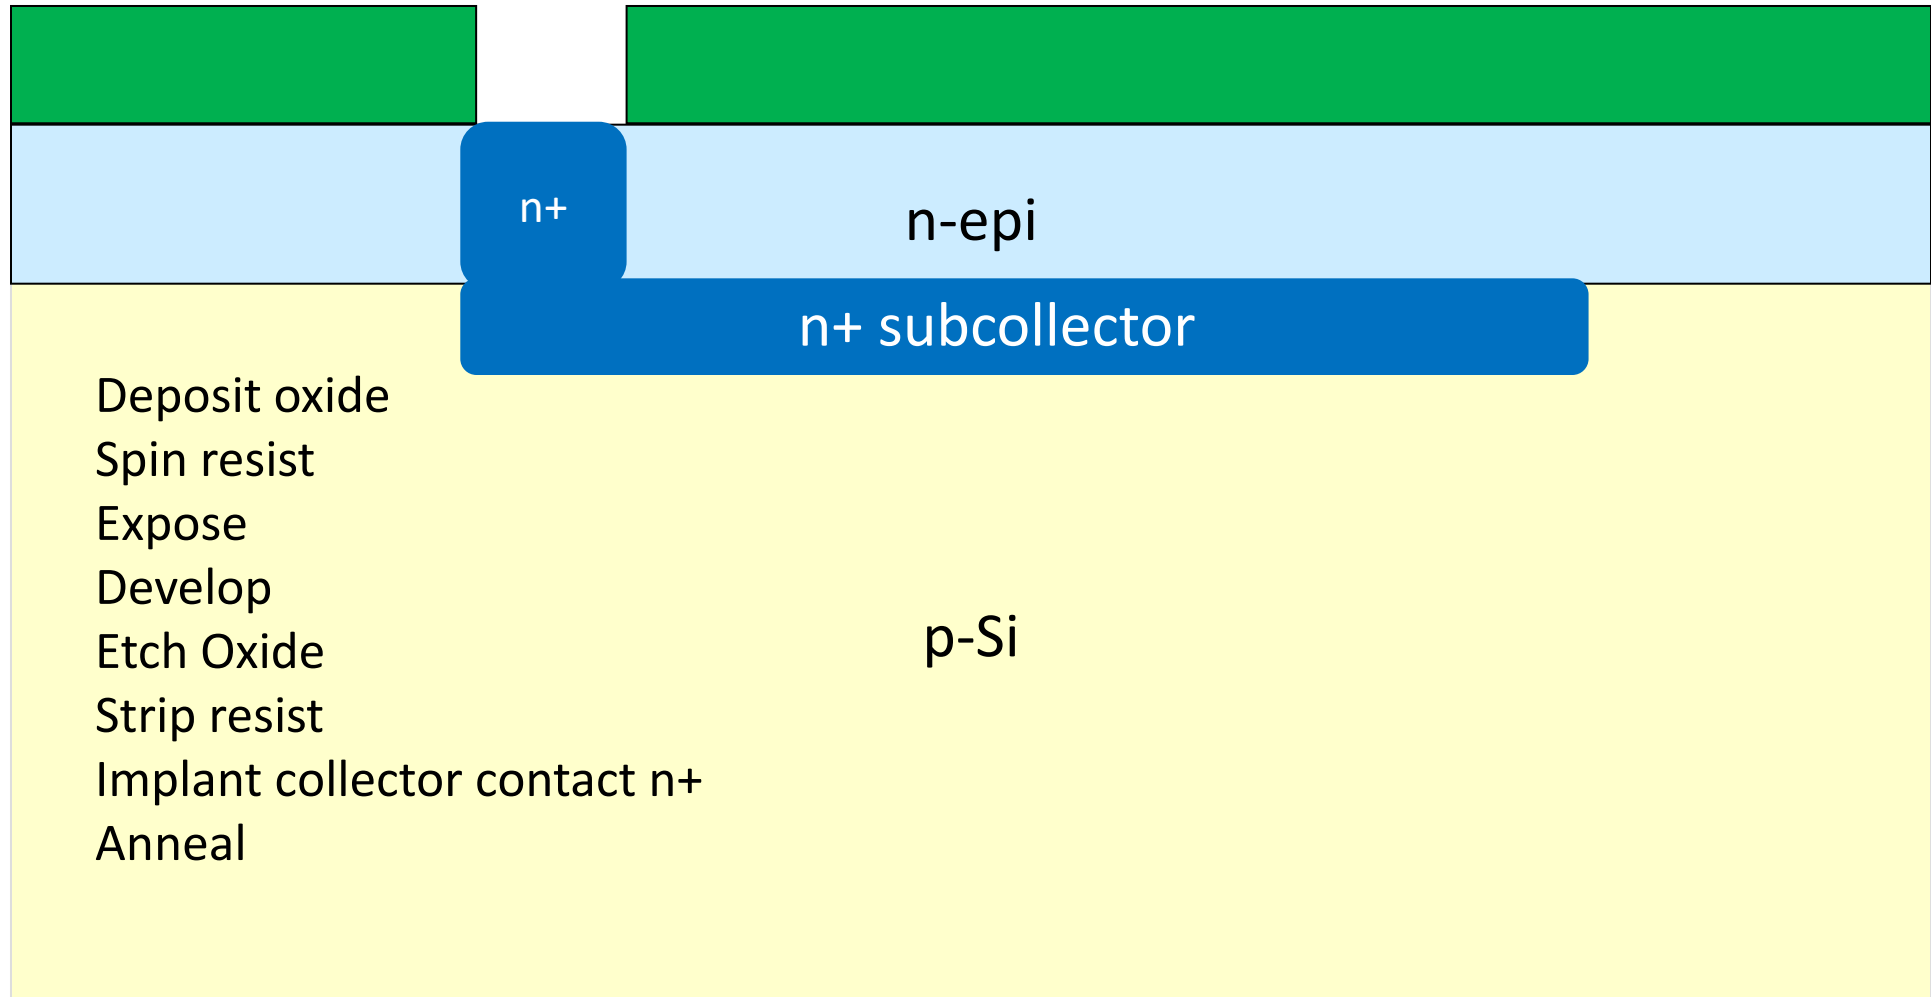 n+
n-epi
n+ subcollector
Deposit oxide
Spin resist
Expose
Develop
Etch Oxide
p-Si
Strip resist
Implant collector contact n+
Anneal